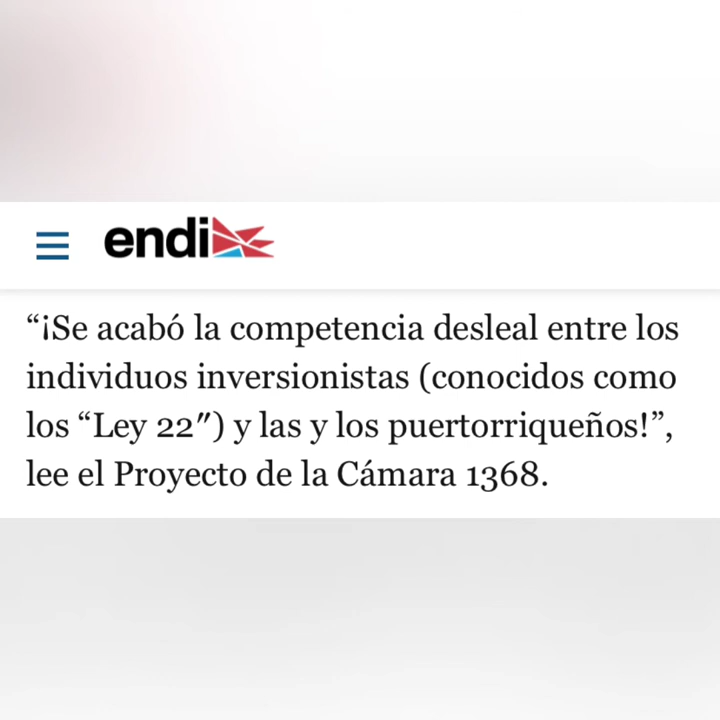 endi
“¡Se acabó la competencia desleal entre los
individuos inversionistas (conocidos como
los “Ley 22″) y las y los puertorriqueños!”,
lee el Proyecto de la Cámara 1368.